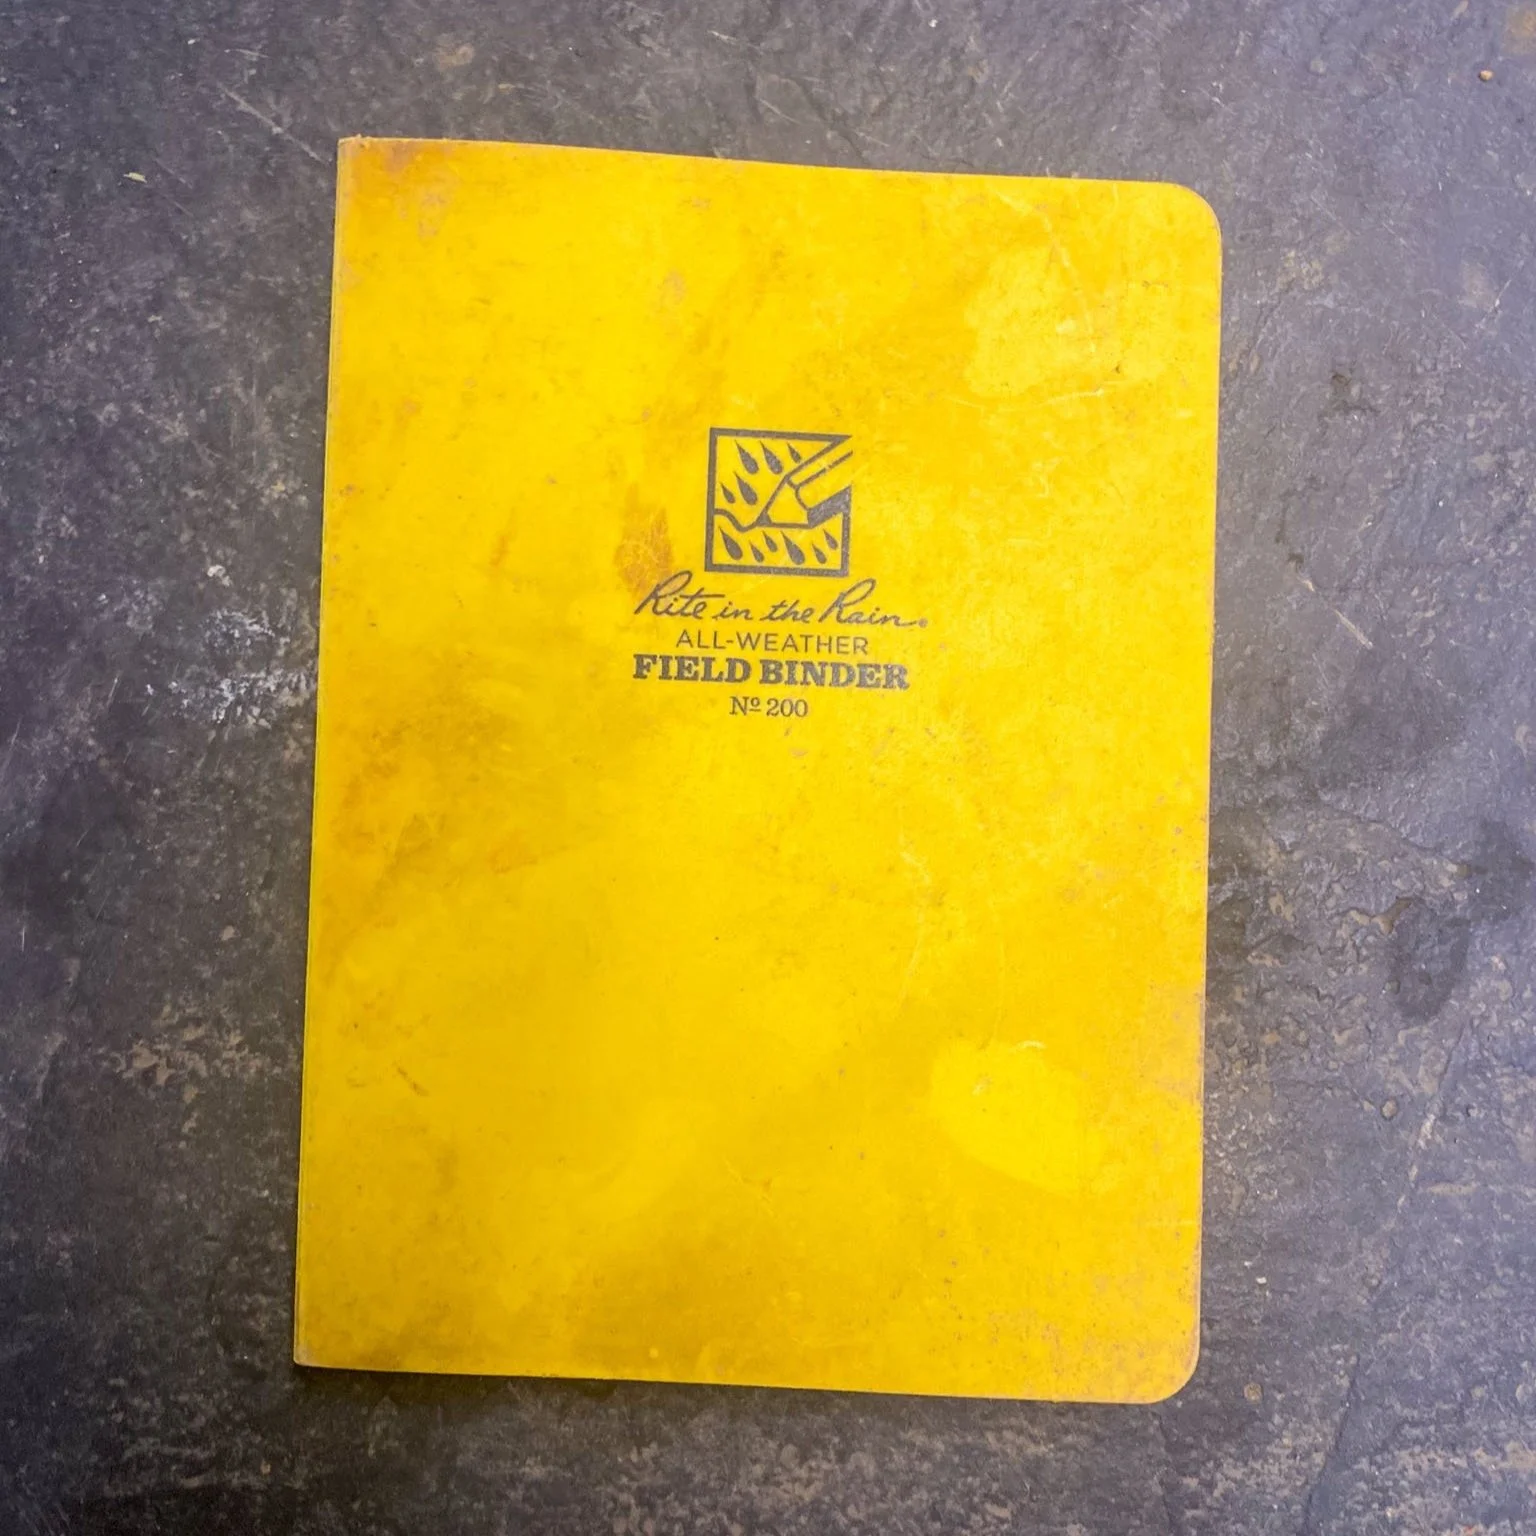 Rite in the Rain.
ALL-WEATHER
FIELD BINDER
Nº 200